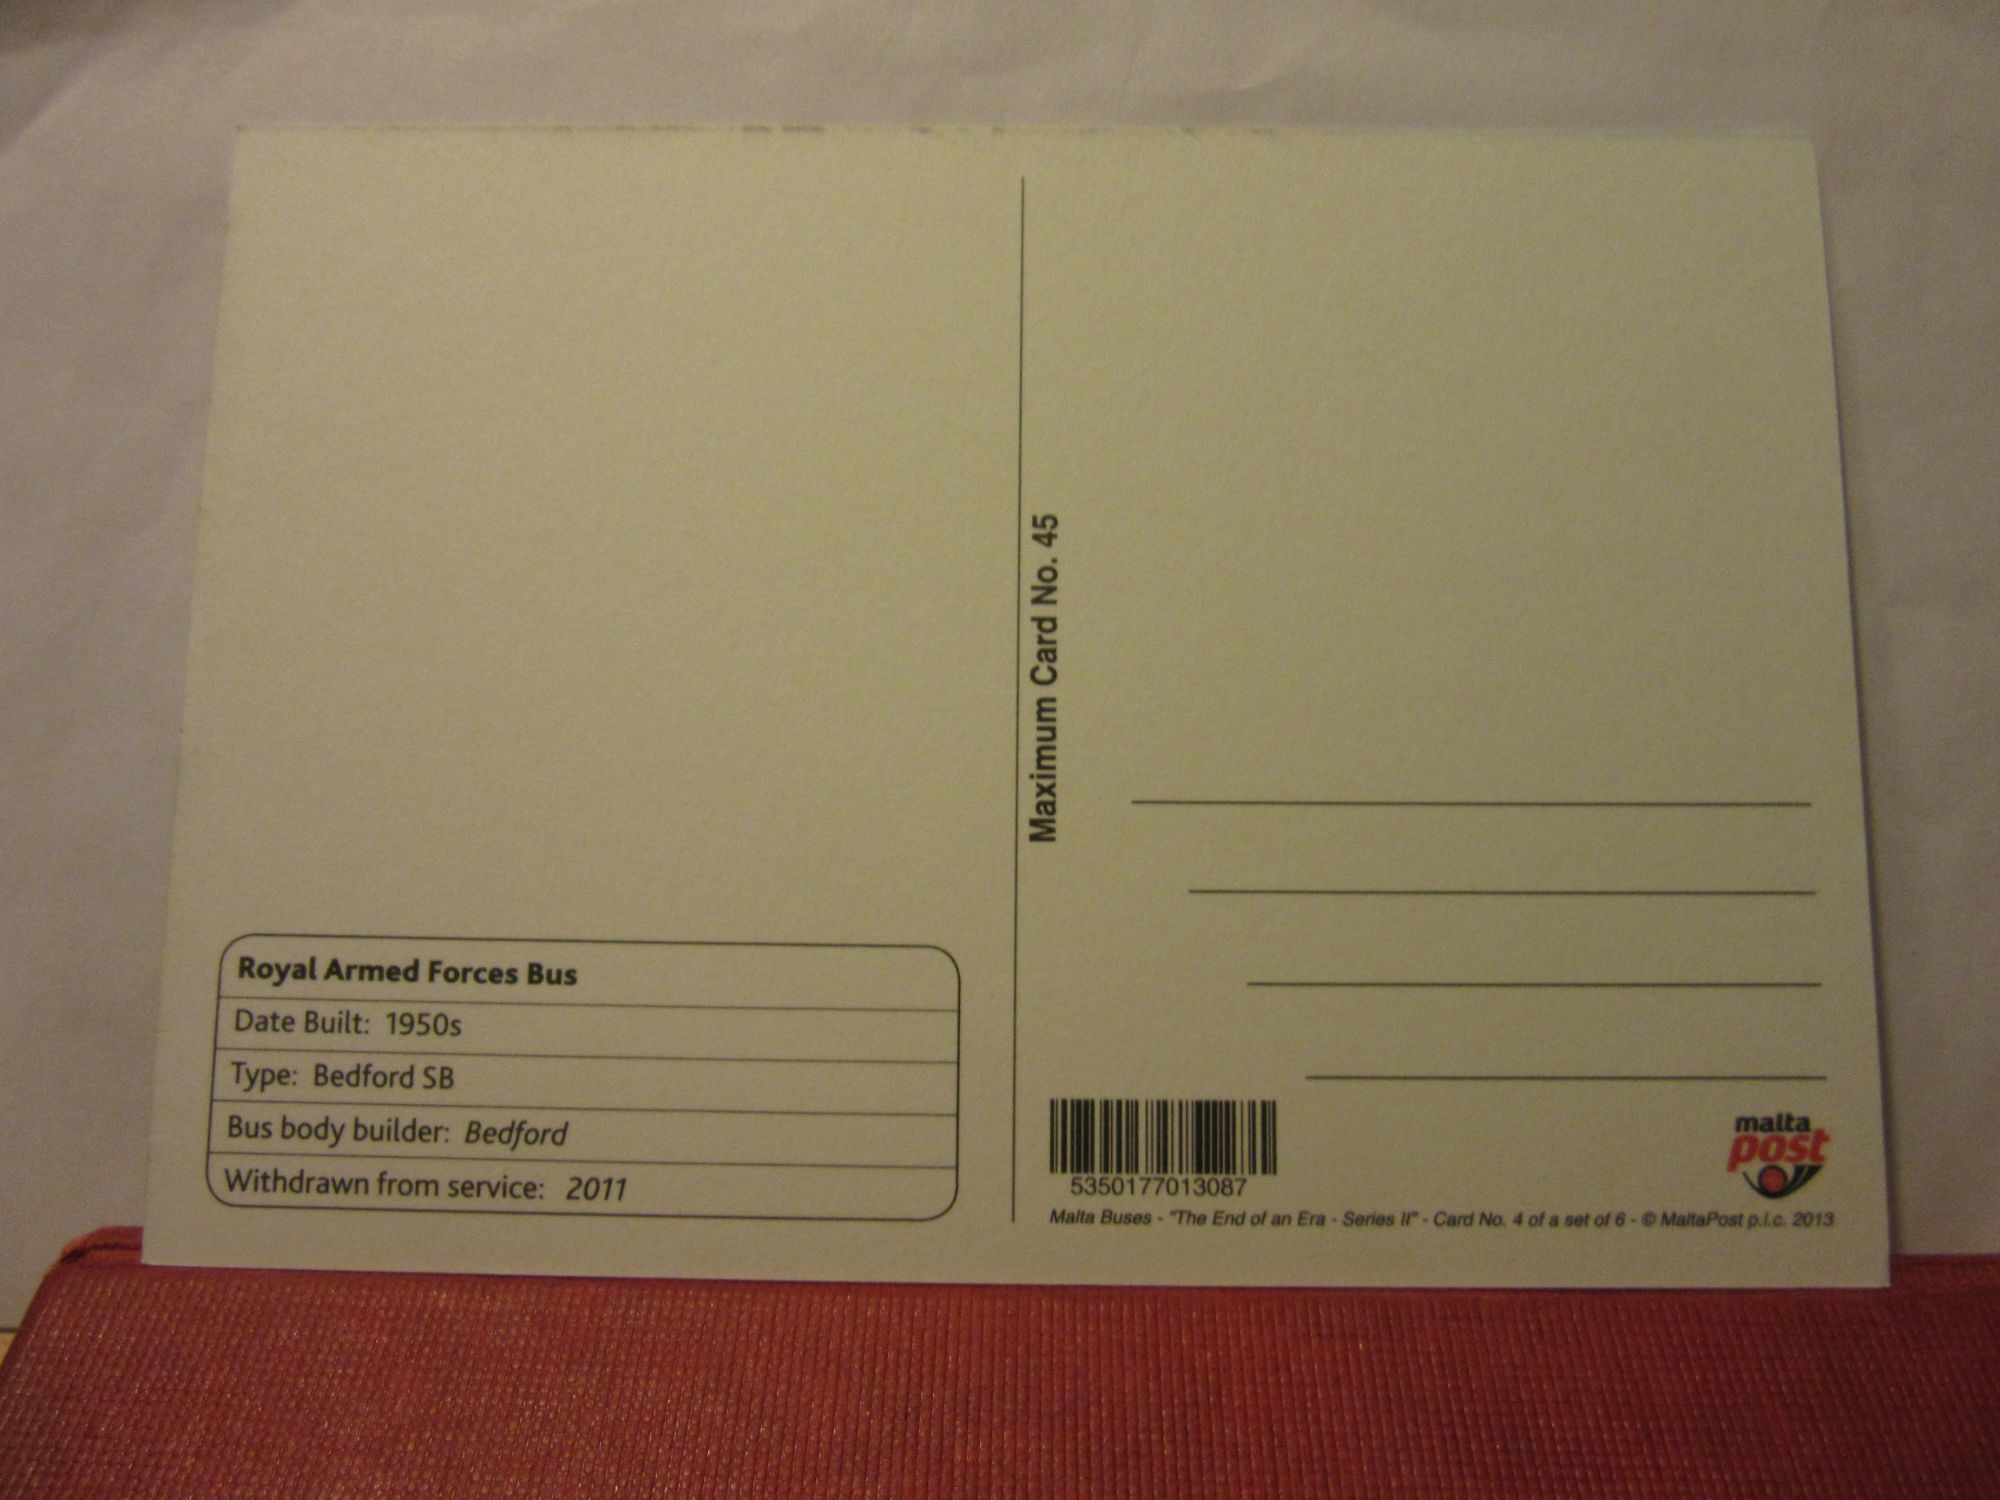 Royal Armed Forces Bus
Date Built: 1950s
Type: Bedford SB
Bus body builder: Bedford
Withdrawn from service: 2011
Maximum Card No. 45
5350177013087
malta
post
Malta Buses - "The End of an Era - Series II" - Card No. 4 of a set of 6 - © MaltaPost p.l.c. 2013